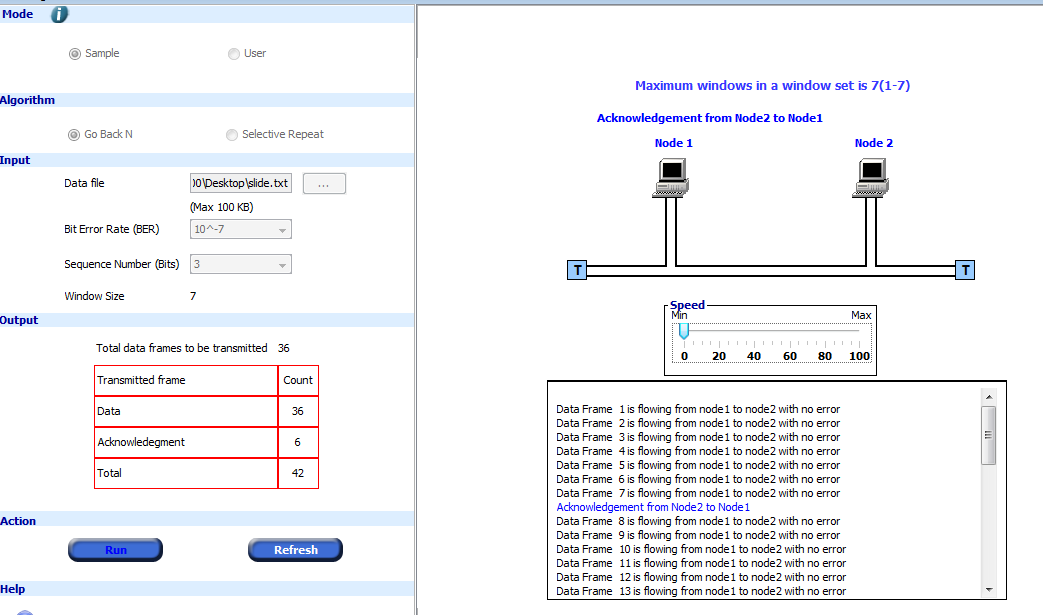 Mode i
Sample User
Algorithm
Go Back N Selective Repeat
Input
Data file )0\Desktop\slide.txt ...
(Max 100 KB)
Bit Error Rate (BER) 10^-7
Sequence Number (Bits) 3
Window Size 7
Output
Total data frames to be transmitted 36
Transmitted frame Count
Data 36
Acknowledegment 6
Total 42
Action
Run Refresh
Help
Maximum windows in a window set is 7(1-7)
Acknowledgement from Node2 to Node1
Node 1 Node 2
T T
Speed
Min Max
0 20 40 60 80 100
Data Frame 1 is flowing from node1 to node2 with no error
Data Frame 2 is flowing from node1 to node2 with no error
Data Frame 3 is flowing from node1 to node2 with no error
Data Frame 4 is flowing from node1 to node2 with no error
Data Frame 5 is flowing from node1 to node2 with no error
Data Frame 6 is flowing from node1 to node2 with no error
Data Frame 7 is flowing from node1 to node2 with no error
Acknowledgement from Node2 to Node1
Data Frame 8 is flowing from node1 to node2 with no error
Data Frame 9 is flowing from node1 to node2 with no error
Data Frame 10 is flowing from node1 to node2 with no error
Data Frame 11 is flowing from node1 to node2 with no error
Data Frame 12 is flowing from node1 to node2 with no error
Data Frame 13 is flowing from node1 to node2 with no error